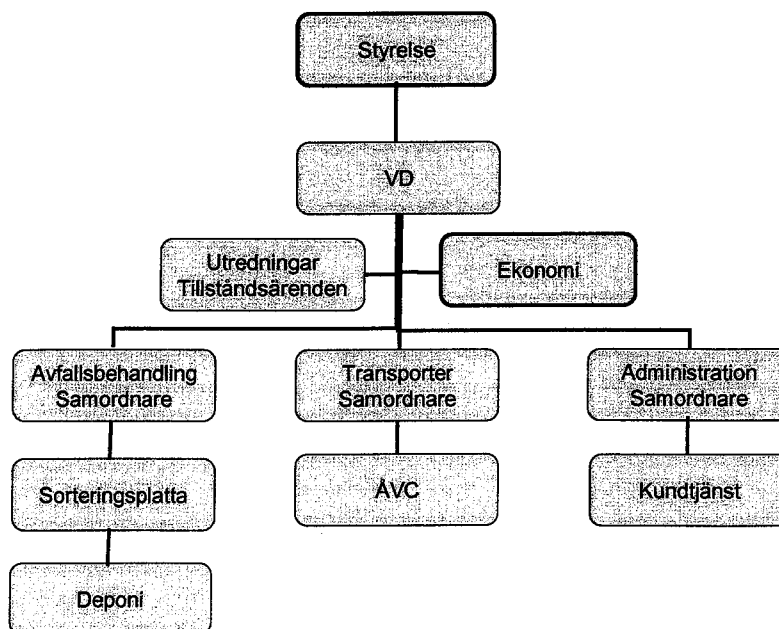 Styrelse
VD
Utredningar
Tillståndsärenden
Ekonomi
Avfallsbehandling
Samordnare
Transporter
Samordnare
Administration
Samordnare
Sorteringsplatta
ÅVC
Kundtjänst
Deponi